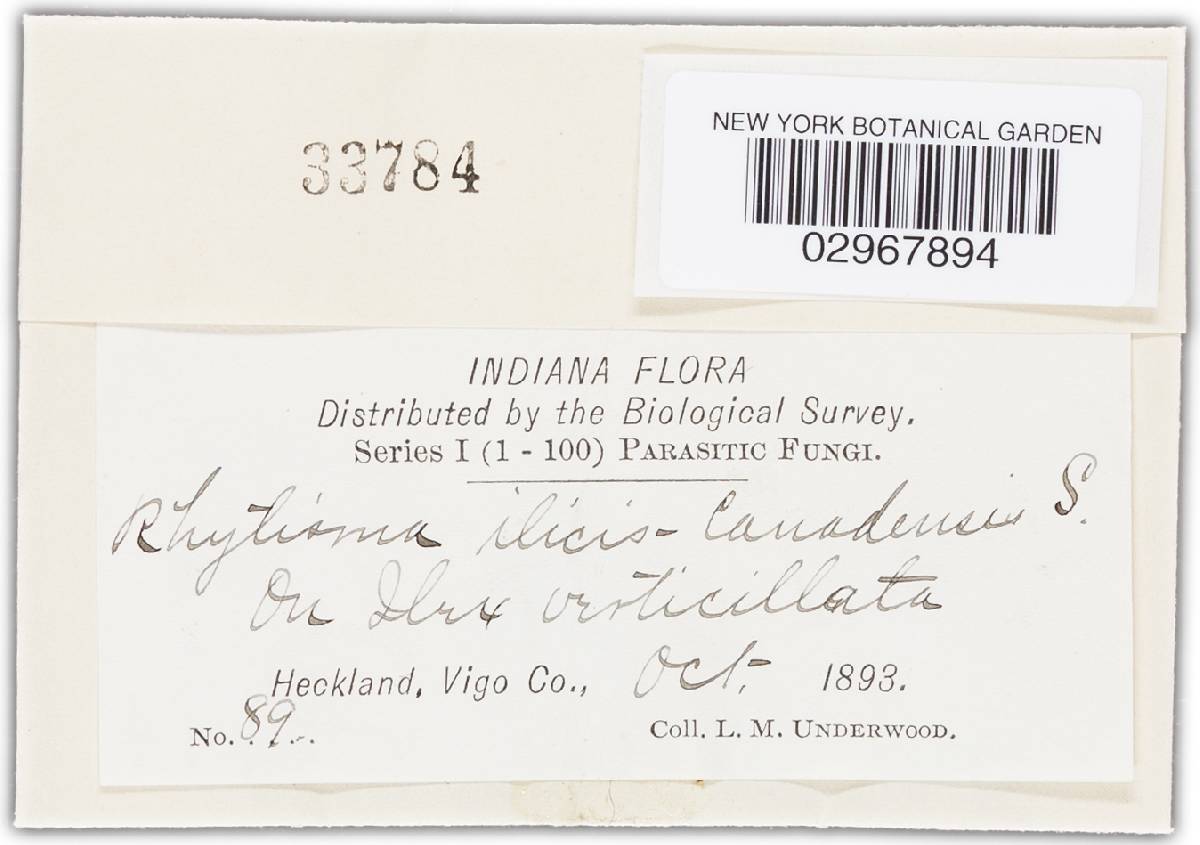 33784
NEW YORK BOTANICAL GARDEN
02967894
INDIANA FLORA
Distributed by the Biological Survey.
Series I (1 - 100) PARASITIC FUNGI.
Rhytisma ilicis-Canadensis S.
On Ilex verticillata
Heckland, Vigo Co., Oct, 1893.
No. 89.
Coll. L. M. UNDERWOOD.